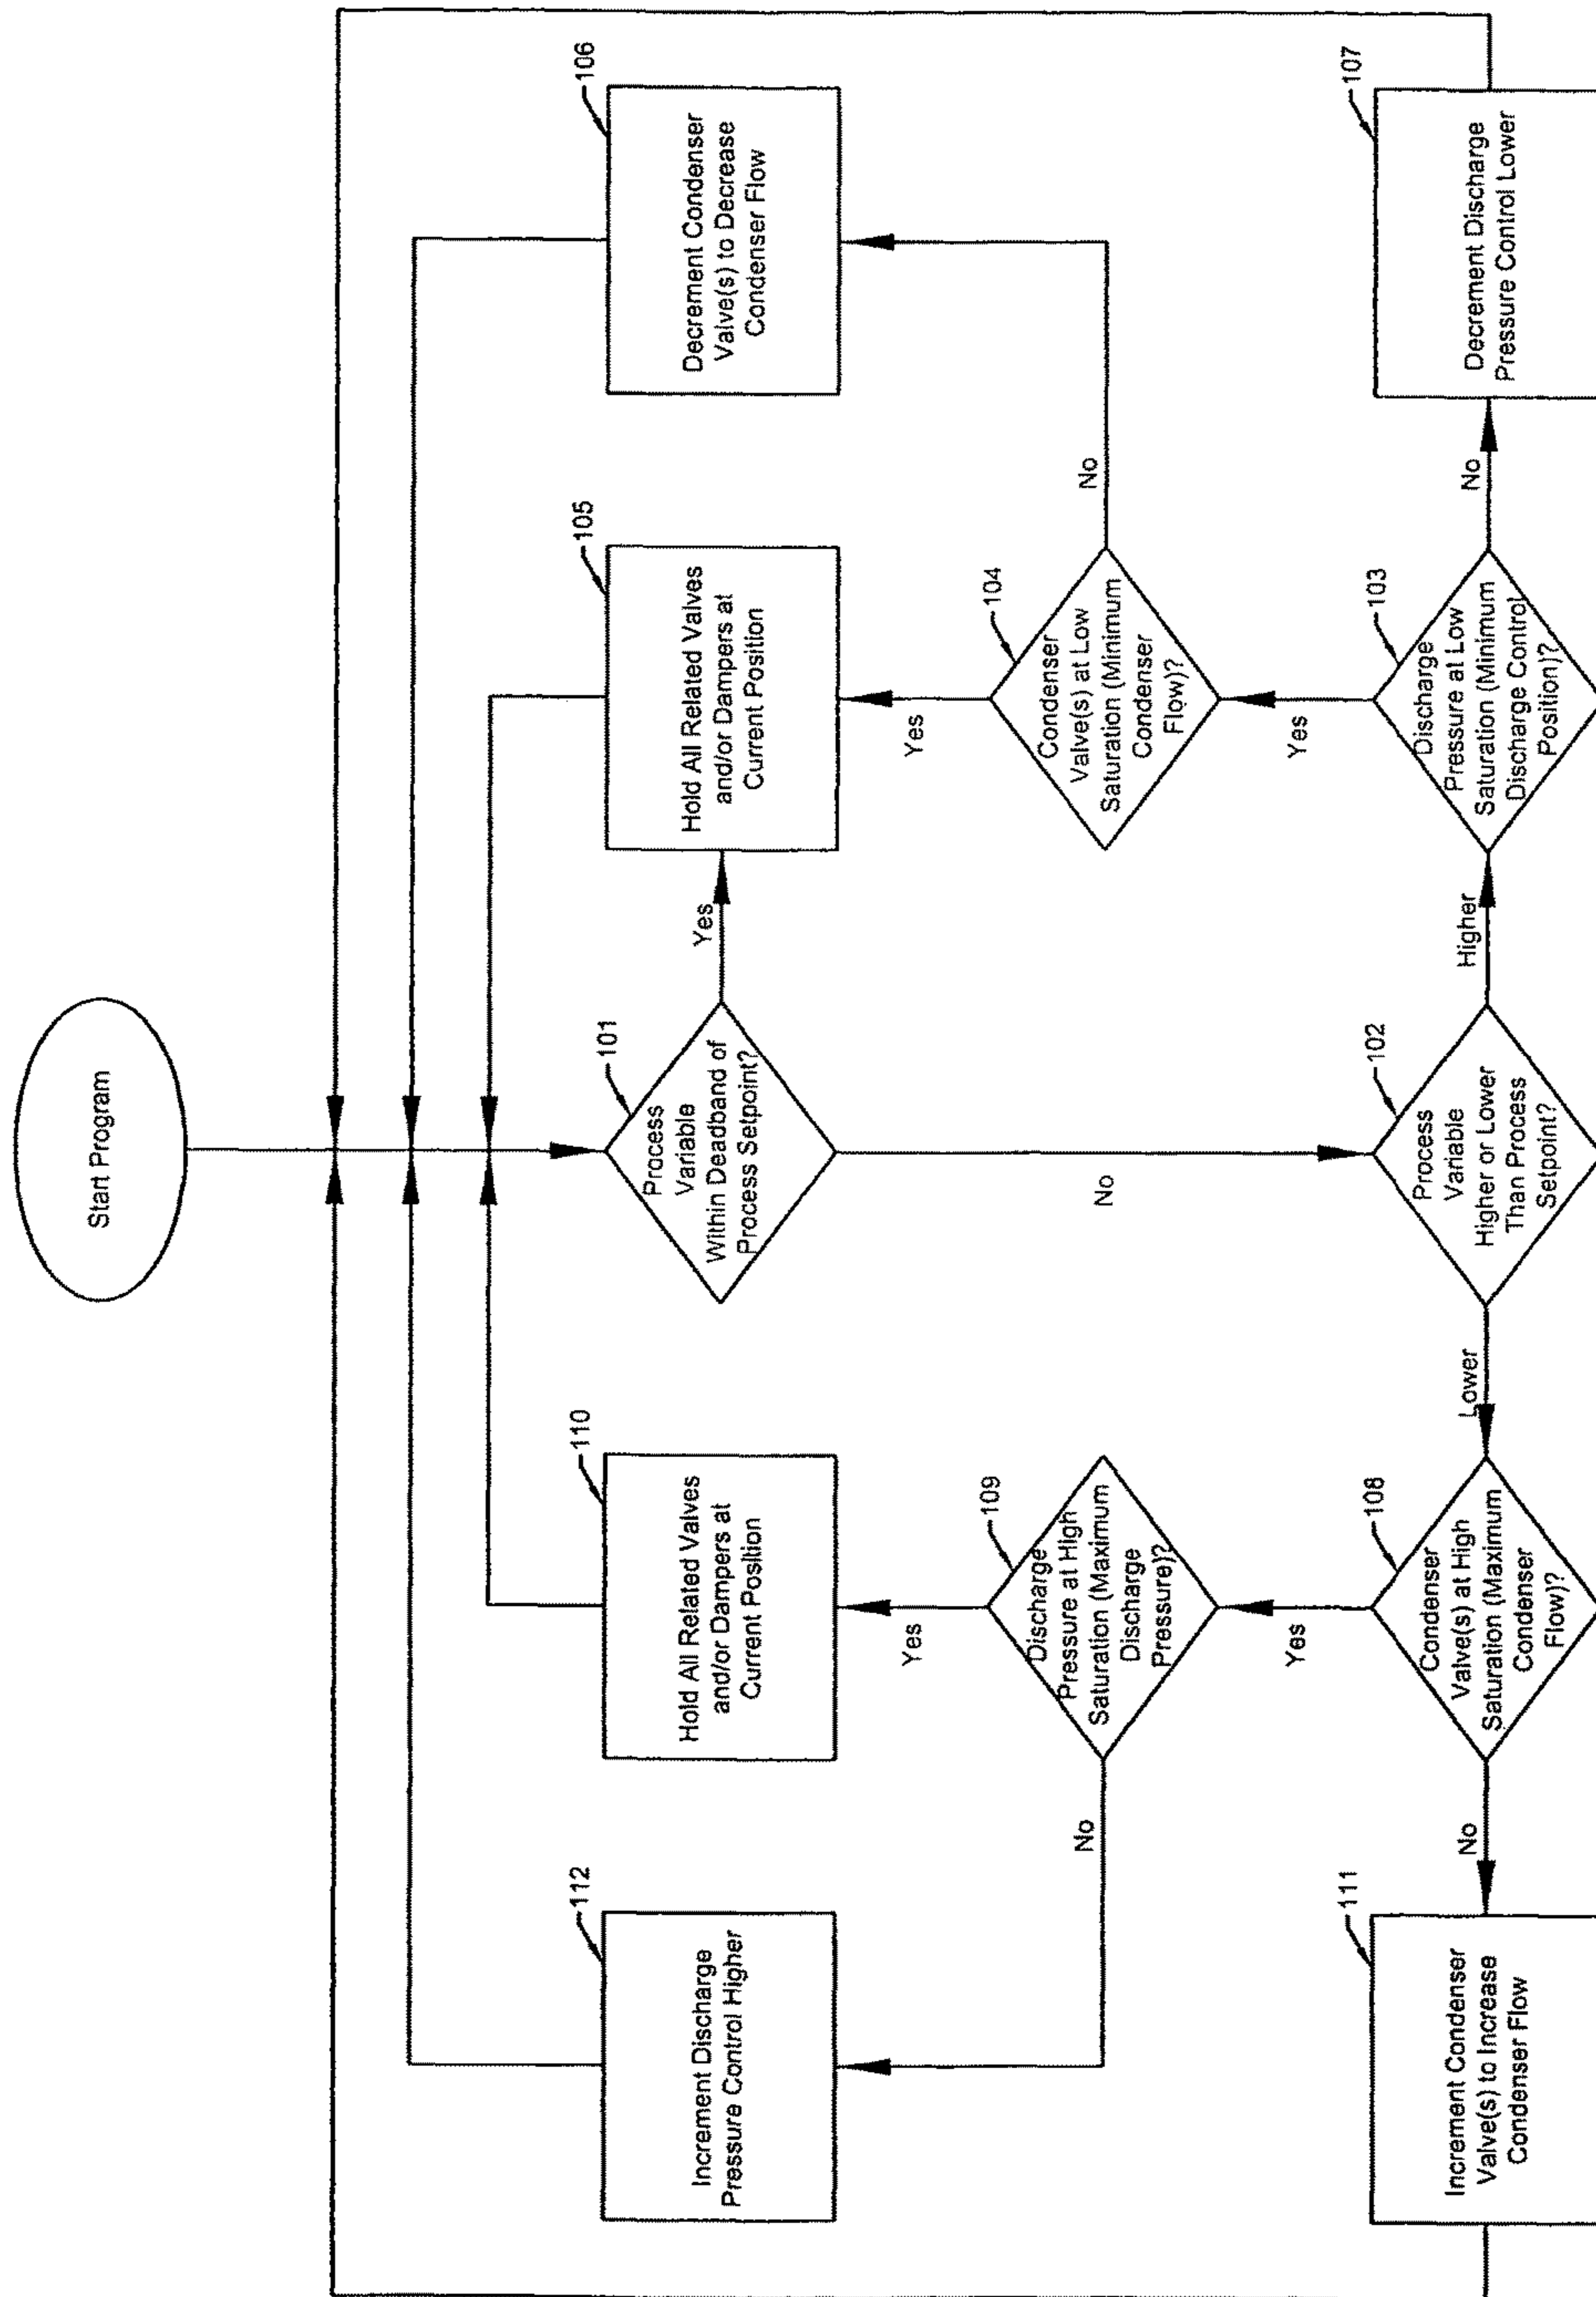 Start Program
101
Process
Variable
Within Deadband of
Process Setpoint?
Yes
No
102
Process
Variable
Higher or Lower
Than Process
Setpoint?
Higher
Lower
103
Discharge
Pressure at Low
Saturation (Minimum
Discharge Control
Position)?
Yes
No
104
Condenser
Valve(s) at Low
Saturation (Minimum
Condenser
Flow)?
Yes
No
105
Hold All Related Valves
and/or Dampers at
Current Position
106
Decrement Condenser
Valve(s) to Decrease
Condenser Flow
107
Decrement Discharge
Pressure Control Lower
108
Condenser
Valve(s) at High
Saturation (Maximum
Condenser
Flow)?
Yes
No
109
Discharge
Pressure at High
Saturation (Maximum
Discharge
Pressure)?
Yes
No
110
Hold All Related Valves
and/or Dampers at
Current Position
111
Increment Condenser
Valve(s) to Increase
Condenser Flow
112
Increment Discharge
Pressure Control Higher